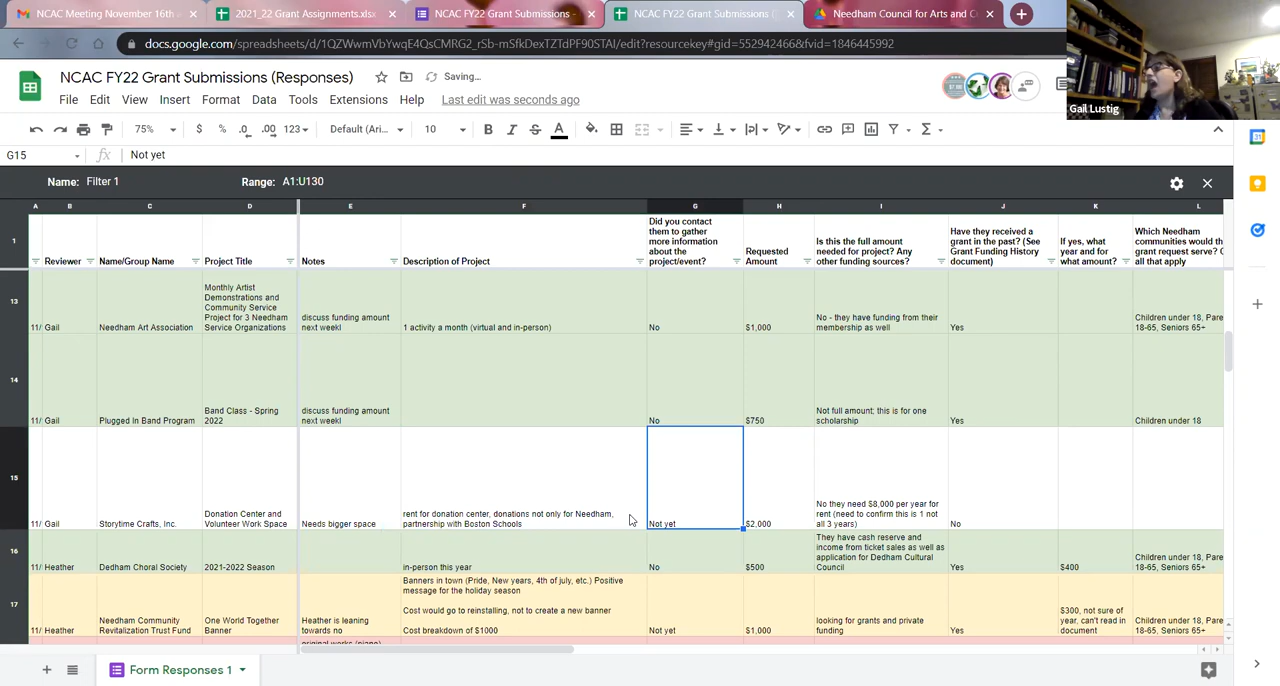 NCAC Meeting November 16th
2021_22 Grant Assignments.xlsx
NCAC FY22 Grant Submissions -
NCAC FY22 Grant Submissions (
Needham Council for Arts and C
docs.google.com/spreadsheets/d/1QZWwmVbYwqE4QsCMRG2_rSb-mSfkDexTZTdPF90STAI/edit?resourcekey#gid=552942466&fvid=1846445992
NCAC FY22 Grant Submissions (Responses)
Saving...
File Edit View Insert Format Data Tools Extensions Help Last edit was seconds ago
Gail Lustig
75% $ % .0 .00 123 Default (Ari... 10 B I S A
G15 fx Not yet
Name: Filter 1 Range: A1:U130
A B C D E F G H I J K L
1
Reviewer
Name/Group Name
Project Title
Notes
Description of Project
Did you contact
them to gather
more information
about the
project/event?
Requested
Amount
Is this the full amount
needed for project? Any
other funding sources?
Have they received a
grant in the past? (See
Grant Funding History
document)
If yes, what
year and for
what amount?
Which Needham
communities would th
grant request serve? C
all that apply
13
11/ Gail
Needham Art Association
Monthly Artist
Demonstrations and
Community Service
Project for 3 Needham
Service Organizations
discuss funding amount
next weekl
1 activity a month (virtual and in-person)
No
$1,000
No - they have funding from their
membership as well
Yes
Children under 18, Pare
18-65, Seniors 65+
14
11/ Gail
Plugged In Band Program
Band Class - Spring
2022
discuss funding amount
next weekl
No
$750
Not full amount; this is for one
scholarship
Yes
Children under 18
15
11/ Gail
Storytime Crafts, Inc.
Donation Center and
Volunteer Work Space
Needs bigger space
rent for donation center, donations not only for Needham,
partnership with Boston Schools
Not yet
$2,000
No they need $8,000 per year for
rent (need to confirm this is 1 not
all 3 years)
No
16
11/ Heather
Dedham Choral Society
2021-2022 Season
in-person this year
No
$500
They have cash reserve and
income from ticket sales as well as
application for Dedham Cultural
Council
Yes
$400
Children under 18, Pare
18-65, Seniors 65+
17
11/ Heather
Needham Community
Revitalization Trust Fund
One World Together
Banner
Heather is leaning
towards no
Banners in town (Pride, New years, 4th of july, etc.) Positive
message for the holiday season
Cost would go to reinstalling, not to create a new banner
Cost breakdown of $1000
Not yet
$1,000
looking for grants and private
funding
Yes
$300, not sure of
year, can't read in
document
Children under 18, Pare
18-65, Seniors 65+
original works (piano)
Form Responses 1